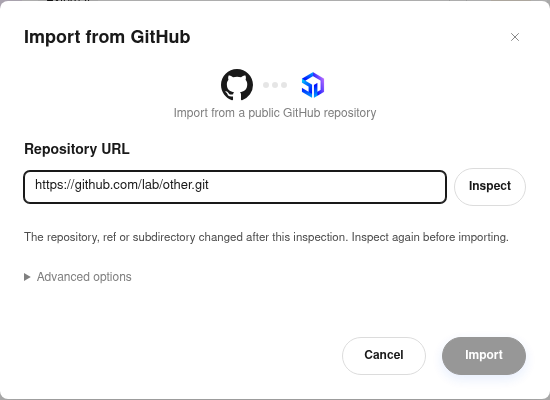 Import from GitHub
Import from a public GitHub repository
Repository URL
https://github.com/lab/other.git
Inspect
The repository, ref or subdirectory changed after this inspection. Inspect again before importing.
Advanced options
Cancel
Import